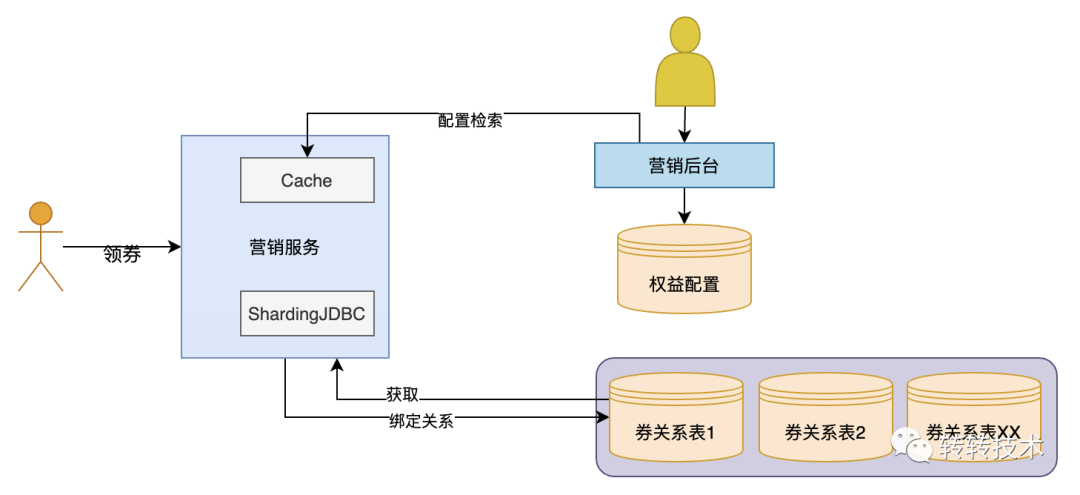 配置检索
营销后台
Cache
营销服务
领券
权益配置
ShardingJDBC
获取
绑定关系
券关系表1
券关系表2
券关系表XX
转转技术